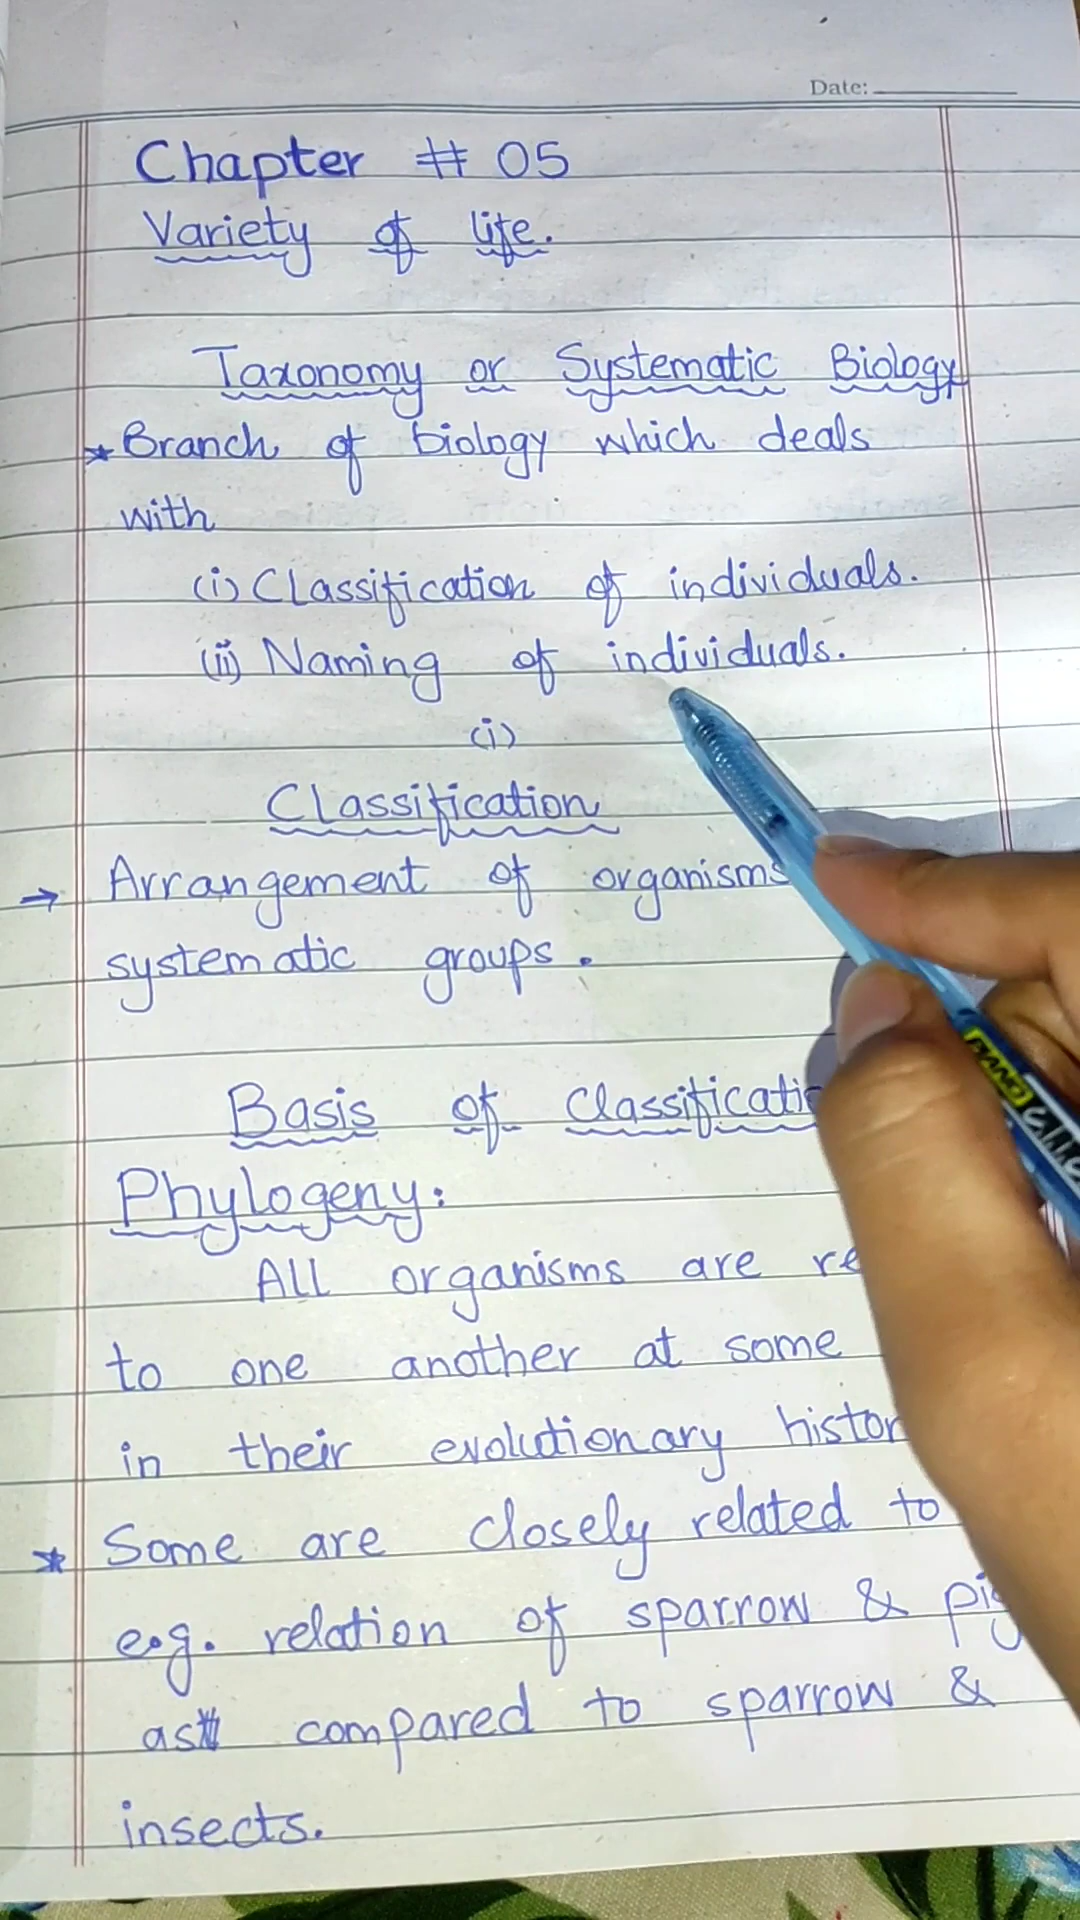 Date:
Chapter # 05
Variety of life.
Taxonomy or Systematic Biology
* Branch of biology which deals
with
(i) Classification of individuals.
(ii) Naming of individuals.
(i)
Classification
→ Arrangement of organisms
systematic groups.
Basis of Classificati
Phylogeny:
All organisms are re
to one another at some
in their evolutionary histor
* Some are closely related to
e.g. relation of sparrow & pi
as compared to sparrow &
insects.
PIANO